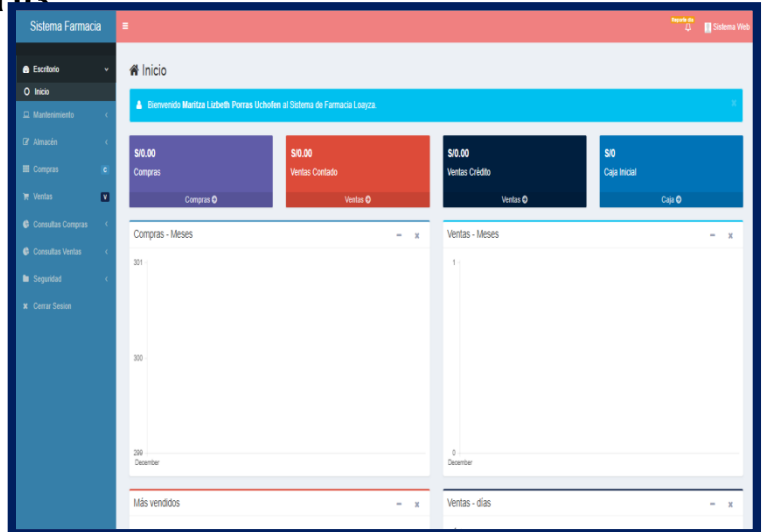 Sistema Farmacia
Sistema Web
Escritorio
Inicio
Mantenimiento
Almacén
Compras C
Ventas V
Consultas Compras
Consultas Ventas
Seguridad
Cerrar Sesion
Inicio
Bienvenido Maritza Lizbeth Porras Uchofen al Sistema de Farmacia Loayza.
S/0.00
Compras
Compras
S/0.00
Ventas Contado
Ventas
S/0.00
Ventas Crédito
Ventas
S/0
Caja Inicial
Caja
Compras - Meses
301
300
299
December
Ventas - Meses
1
0
December
Más vendidos
Ventas - días